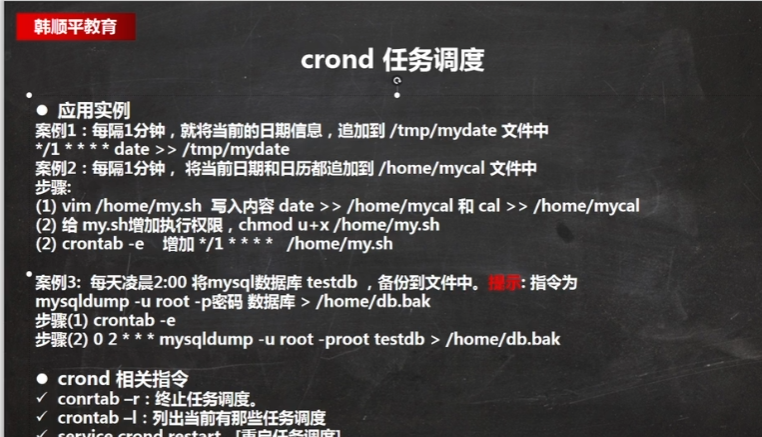 韩顺平教育
crond 任务调度
● 应用实例
案例1：每隔1分钟，就将当前的日期信息，追加到 /tmp/mydate 文件中
*/1 * * * * date >> /tmp/mydate
案例2：每隔1分钟， 将当前日期和日历都追加到 /home/mycal 文件中
步骤:
(1) vim /home/my.sh 写入内容 date >> /home/mycal 和 cal >> /home/mycal
(2) 给 my.sh增加执行权限，chmod u+x /home/my.sh
(2) crontab -e 增加 */1 * * * * /home/my.sh
案例3: 每天凌晨2:00 将mysql数据库 testdb ，备份到文件中。提示: 指令为
mysqldump -u root -p密码 数据库 > /home/db.bak
步骤(1) crontab -e
步骤(2) 0 2 * * * mysqldump -u root -proot testdb > /home/db.bak
● crond 相关指令
✓ conrtab –r：终止任务调度。
✓ crontab –l：列出当前有那些任务调度
✓ service crond restart [重启任务调度]